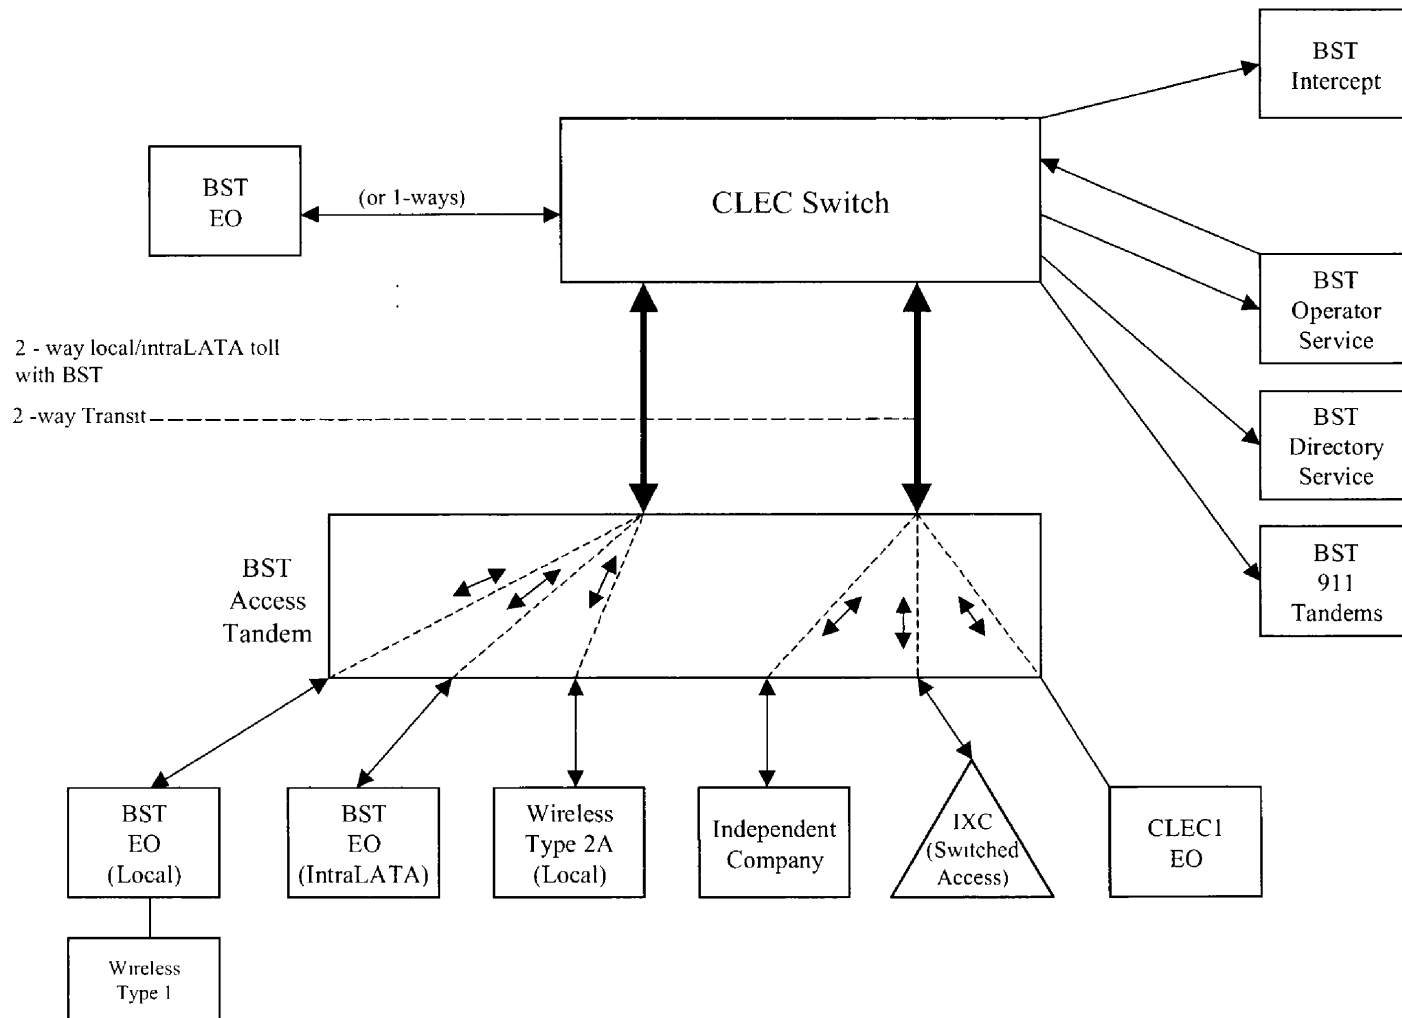 BST
Intercept
BST
EO
(or 1-ways)
CLEC Switch
BST
Operator
Service
2 - way local/intraLATA toll
with BST
2 -way Transit
BST
Directory
Service
BST
911
Tandems
BST
Access
Tandem
BST
EO
(Local)
BST
EO
(IntraLATA)
Wireless
Type 2A
(Local)
Independent
Company
IXC
(Switched
Access)
CLEC1
EO
Wireless
Type 1